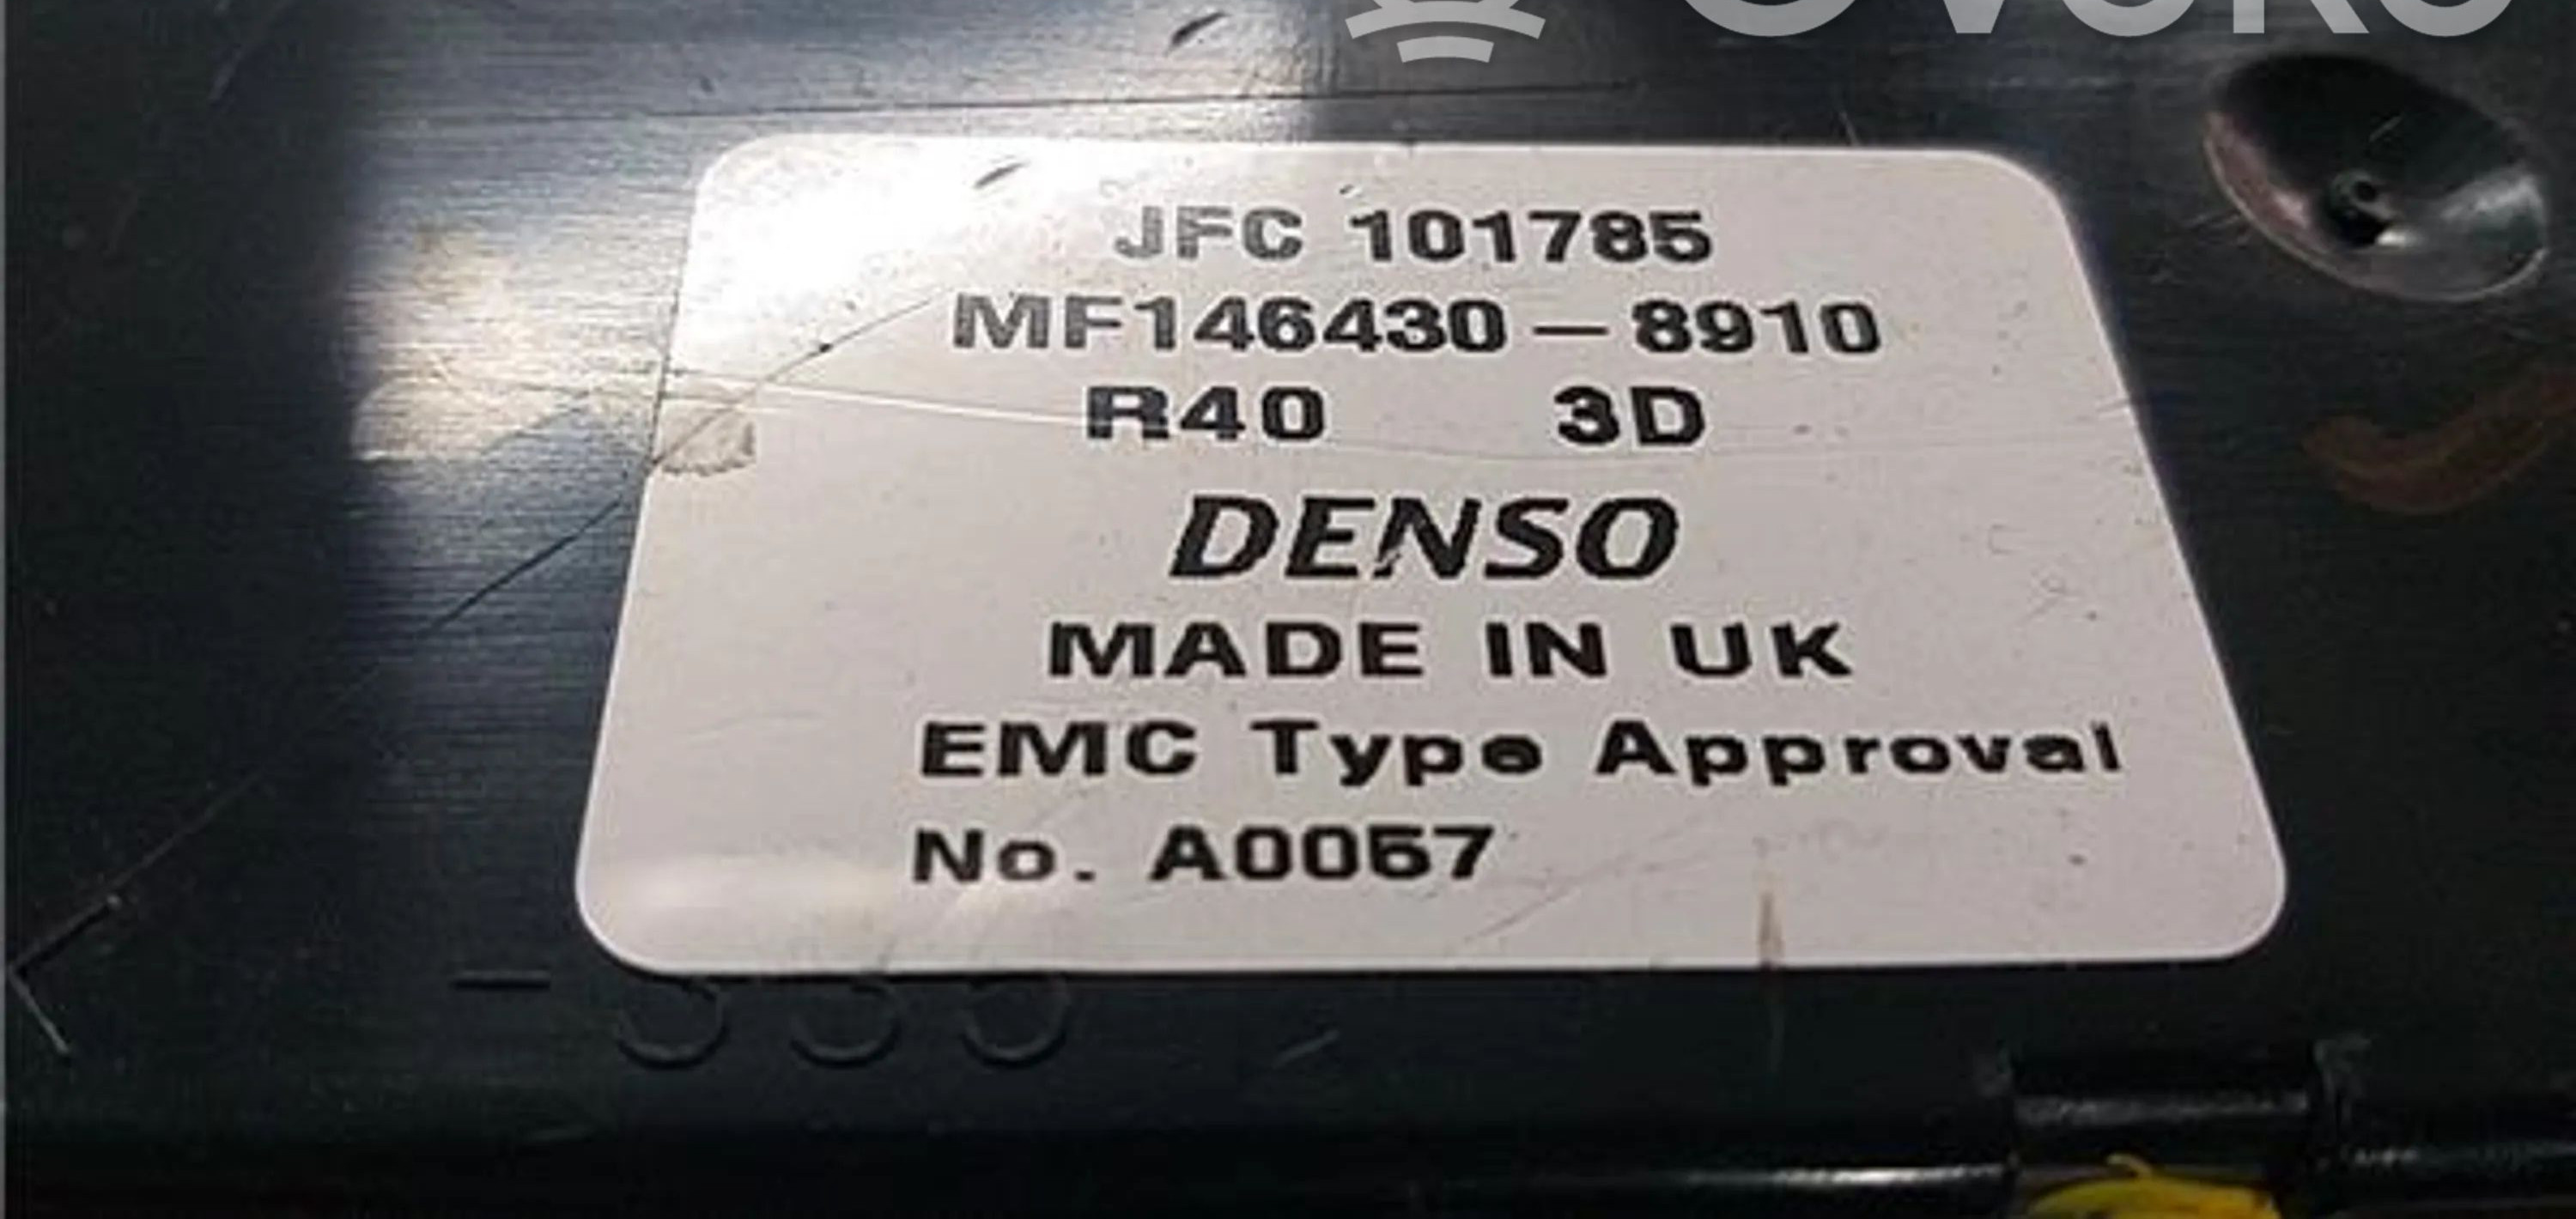 JFC 101785
MF146430-8910
R40 3D
DENSO
MADE IN UK
EMC Type Approval
No. A0057